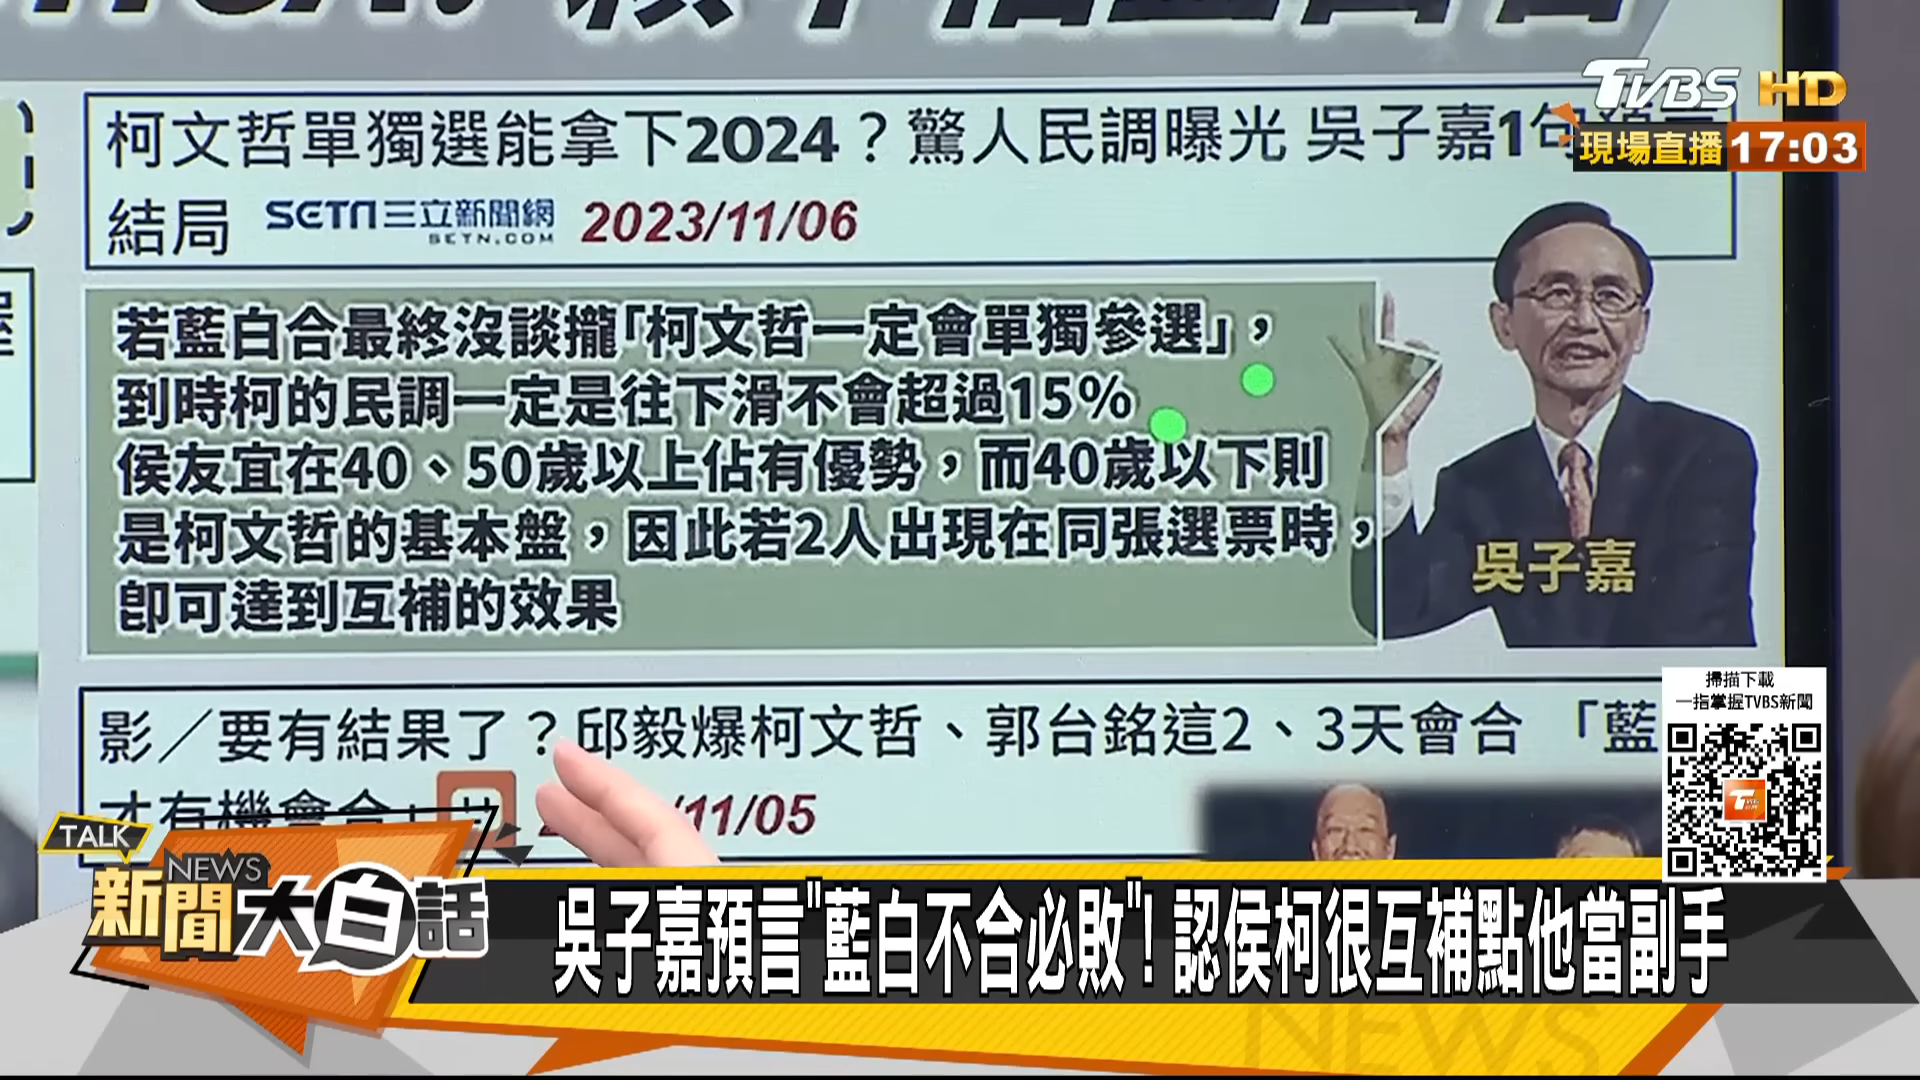 TVBS HD
現場直播 17:03
柯文哲單獨選能拿下2024？驚人民調曝光 吳子嘉1句
結局 SETN三立新聞網 2023/11/06
SETN.COM
若藍白合最終沒談攏「柯文哲一定會單獨參選」，
到時柯的民調一定是往下滑不會超過15%
侯友宜在40、50歲以上佔有優勢，而40歲以下則
是柯文哲的基本盤，因此若2人出現在同張選票時，
即可達到互補的效果
吳子嘉
掃描下載
一指掌握TVBS新聞
影／要有結果了？邱毅爆柯文哲、郭台銘這2、3天會合 「藍
才有機會合」
/11/05
TALK
NEWS
新聞大白話
吳子嘉預言"藍白不合必敗"! 認侯柯很互補點他當副手
NEWS